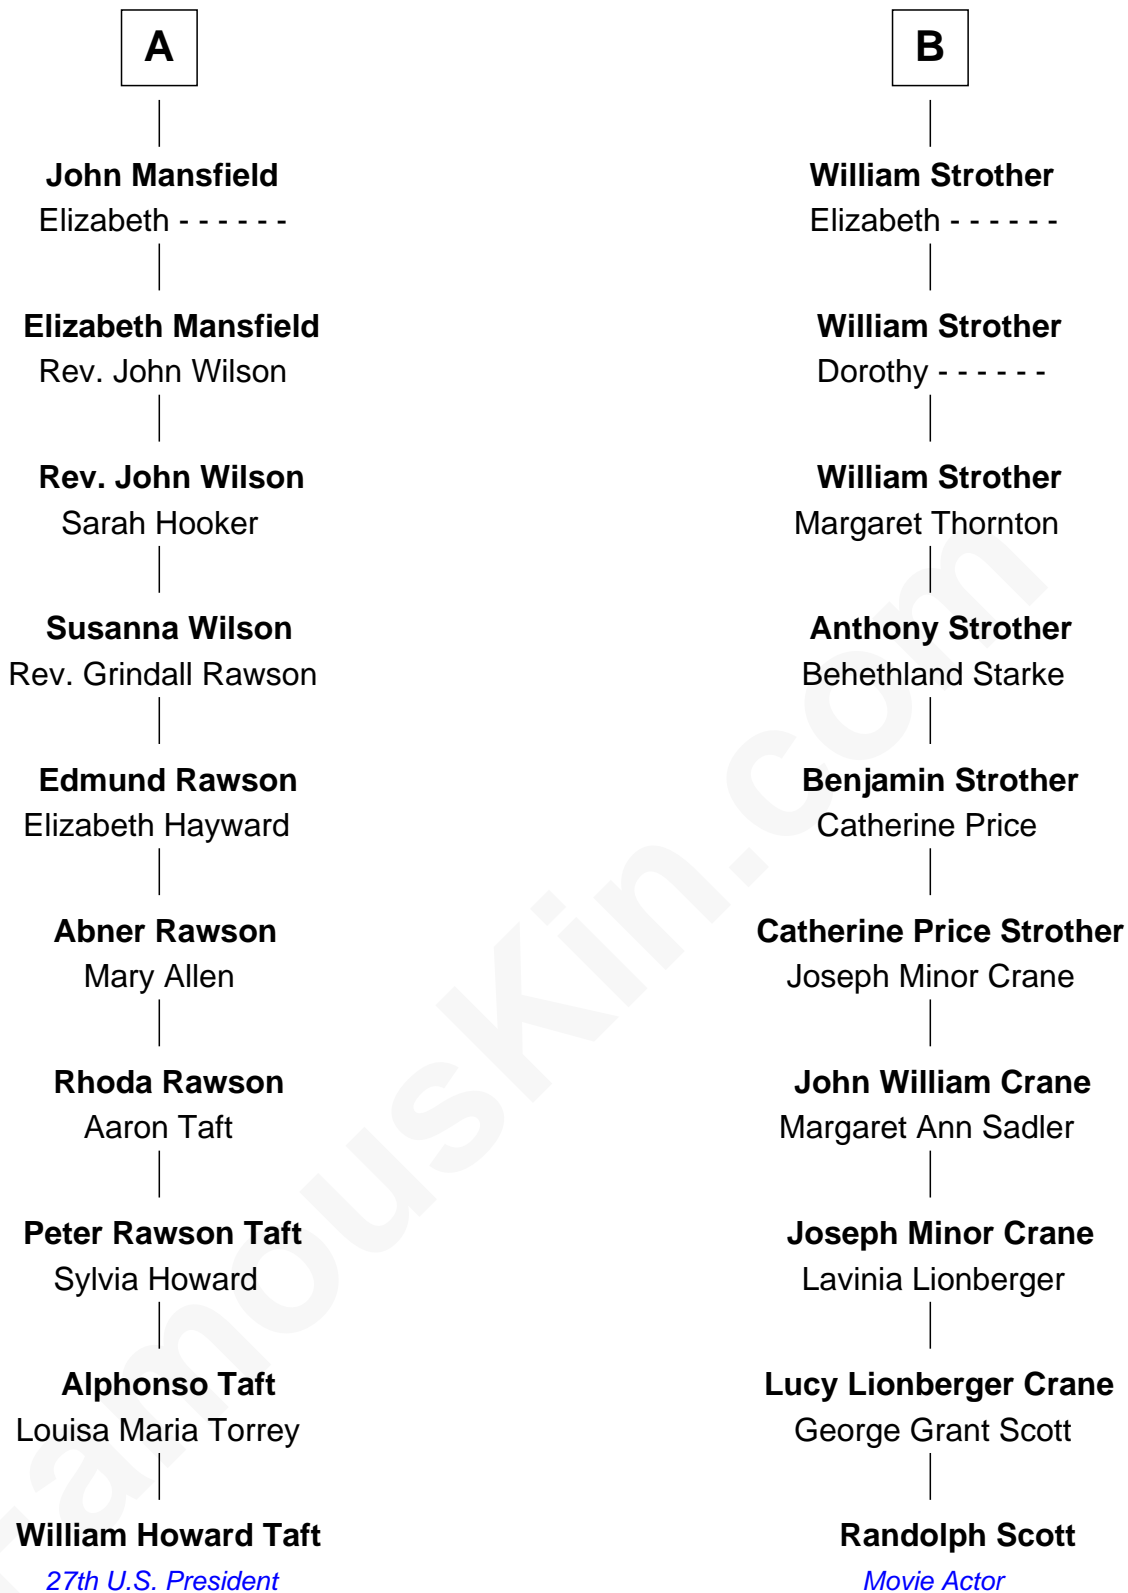 A
John Mansfield
Elizabeth - - - - - -
Elizabeth Mansfield
Rev. John Wilson
Rev. John Wilson
Sarah Hooker
Susanna Wilson
Rev. Grindall Rawson
Edmund Rawson
Elizabeth Hayward
Abner Rawson
Mary Allen
Rhoda Rawson
Aaron Taft
Peter Rawson Taft
Sylvia Howard
Alphonso Taft
Louisa Maria Torrey
William Howard Taft
27th U.S. President
B
William Strother
Elizabeth - - - - - -
William Strother
Dorothy - - - - - -
William Strother
Margaret Thornton
Anthony Strother
Behethland Starke
Benjamin Strother
Catherine Price
Catherine Price Strother
Joseph Minor Crane
John William Crane
Margaret Ann Sadler
Joseph Minor Crane
Lavinia Lionberger
Lucy Lionberger Crane
George Grant Scott
Randolph Scott
Movie Actor
famouskin.com